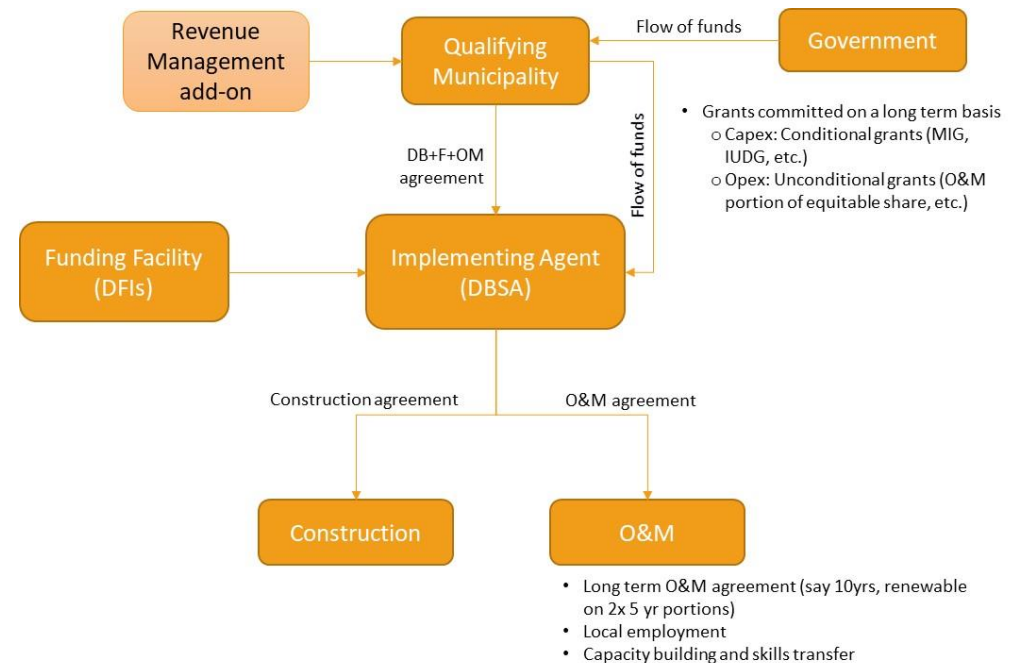 Revenue
Management
add-on
Qualifying
Municipality
Flow of funds
Government
DB+F+OM
agreement
Flow of funds
• Grants committed on a long term basis
o Capex: Conditional grants (MIG,
IUDG, etc.)
o Opex: Unconditional grants (O&M
portion of equitable share, etc.)
Funding Facility
(DFIs)
Implementing Agent
(DBSA)
Construction agreement
O&M agreement
Construction
O&M
• Long term O&M agreement (say 10yrs, renewable
on 2x 5 yr portions)
• Local employment
• Capacity building and skills transfer